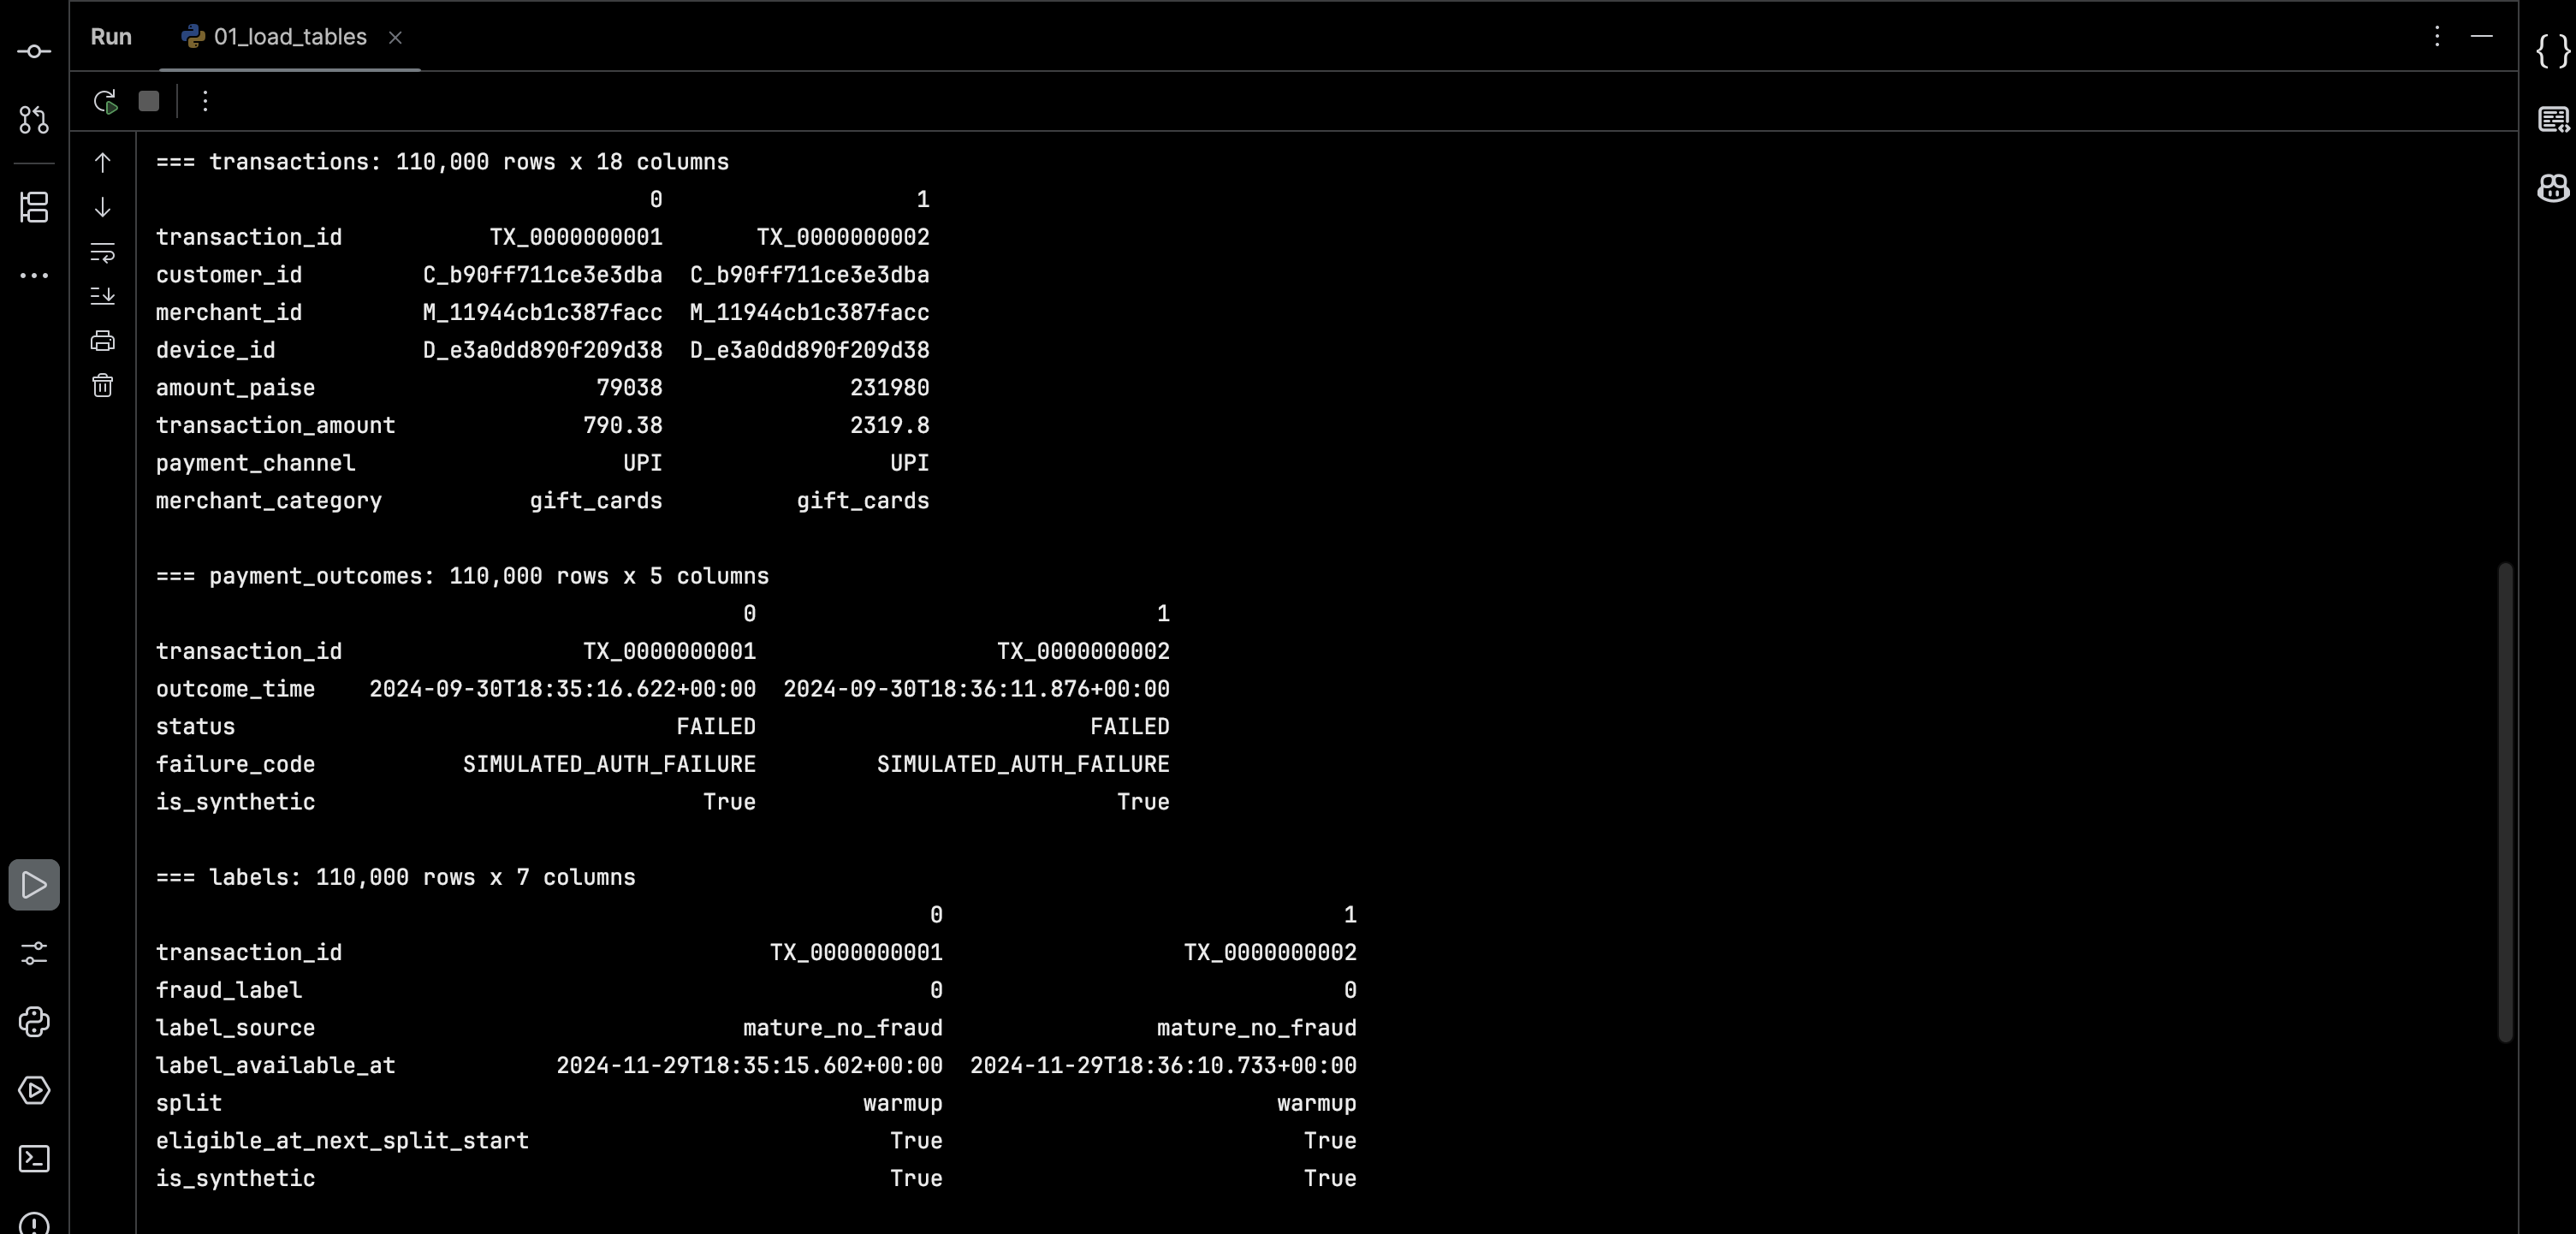 Run 01_load_tables
=== transactions: 110,000 rows x 18 columns
0 1
transaction_id TX_0000000001 TX_0000000002
customer_id C_b90ff711ce3e3dba C_b90ff711ce3e3dba
merchant_id M_11944cb1c387facc M_11944cb1c387facc
device_id D_e3a0dd890f209d38 D_e3a0dd890f209d38
amount_paise 79038 231980
transaction_amount 790.38 2319.8
payment_channel UPI UPI
merchant_category gift_cards gift_cards
=== payment_outcomes: 110,000 rows x 5 columns
0 1
transaction_id TX_0000000001 TX_0000000002
outcome_time 2024-09-30T18:35:16.622+00:00 2024-09-30T18:36:11.876+00:00
status FAILED FAILED
failure_code SIMULATED_AUTH_FAILURE SIMULATED_AUTH_FAILURE
is_synthetic True True
=== labels: 110,000 rows x 7 columns
0 1
transaction_id TX_0000000001 TX_0000000002
fraud_label 0 0
label_source mature_no_fraud mature_no_fraud
label_available_at 2024-11-29T18:35:15.602+00:00 2024-11-29T18:36:10.733+00:00
split warmup warmup
eligible_at_next_split_start True True
is_synthetic True True